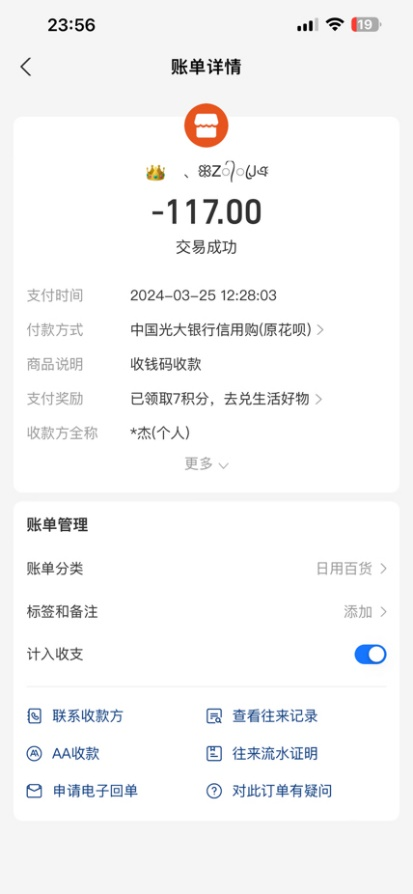 23:56
19
账单详情
-117.00
交易成功
支付时间 2024-03-25 12:28:03
付款方式 中国光大银行信用购(原花呗)
商品说明 收钱码收款
支付奖励 已领取7积分，去兑生活好物
收款方全称 *杰(个人)
更多
账单管理
账单分类 日用百货
标签和备注 添加
计入收支
联系收款方 查看往来记录
AA收款 往来流水证明
申请电子回单 对此订单有疑问